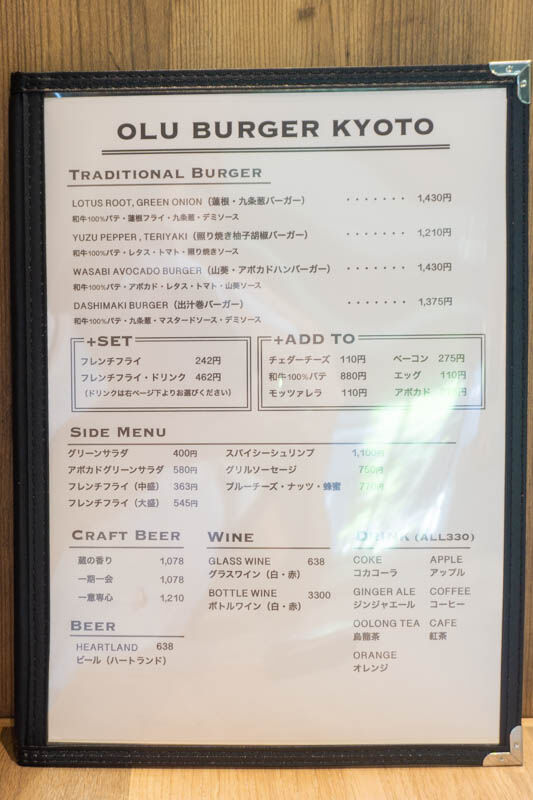 OLU BURGER KYOTO
TRADITIONAL BURGER
LOTUS ROOT, GREEN ONION（蓮根・九条葱バーガー） ・・・・・・・ 1,430円
和牛100%パテ・蓮根フライ・九条葱・デミソース
YUZU PEPPER , TERIYAKI（照り焼き柚子胡椒バーガー） ・・・・・・・ 1,210円
和牛100%パテ・レタス・トマト・照り焼きソース
WASABI AVOCADO BURGER（山葵・アボカドハンバーガー） ・・・・・・・ 1,430円
和牛100%パテ・アボカド・レタス・トマト・山葵ソース
DASHIMAKI BURGER（出汁巻バーガー） ・・・・・・・ 1,375円
和牛100%パテ・九条葱・マスタードソース・デミソース
+SET
フレンチフライ 242円
フレンチフライ・ドリンク 462円
（ドリンクは右ページ下よりお選びください）
+ADD TO
チェダーチーズ 110円 ベーコン 275円
和牛100%パテ 880円 エッグ 110円
モッツァレラ 110円 アボカド
SIDE MENU
グリーンサラダ 400円 スパイシーシュリンプ 1,100円
アボカドグリーンサラダ 580円 グリルソーセージ 750円
フレンチフライ（中盛） 363円 ブルーチーズ・ナッツ・蜂蜜 770円
フレンチフライ（大盛） 545円
CRAFT BEER
蔵の香り 1,078
一期一会 1,078
一意専心 1,210
BEER
HEARTLAND 638
ビール（ハートランド）
WINE
GLASS WINE 638
グラスワイン（白・赤）
BOTTLE WINE 3300
ボトルワイン（白・赤）
DRINK (ALL330)
COKE APPLE
コカコーラ アップル
GINGER ALE COFFEE
ジンジャエール コーヒー
OOLONG TEA CAFE
烏龍茶 紅茶
ORANGE
オレンジ